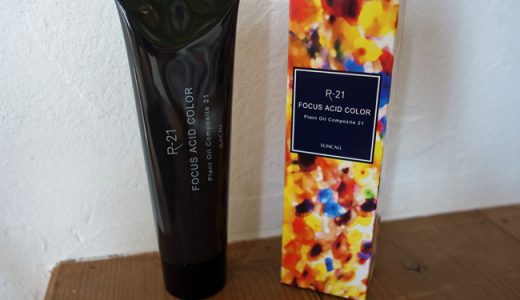 R-21
FOCUS ACID COLOR
Plant Oil Composite 21
SUNCALL
R-21
FOCUS ACID COLOR
Plant Oil Composite 21
SUNCALL